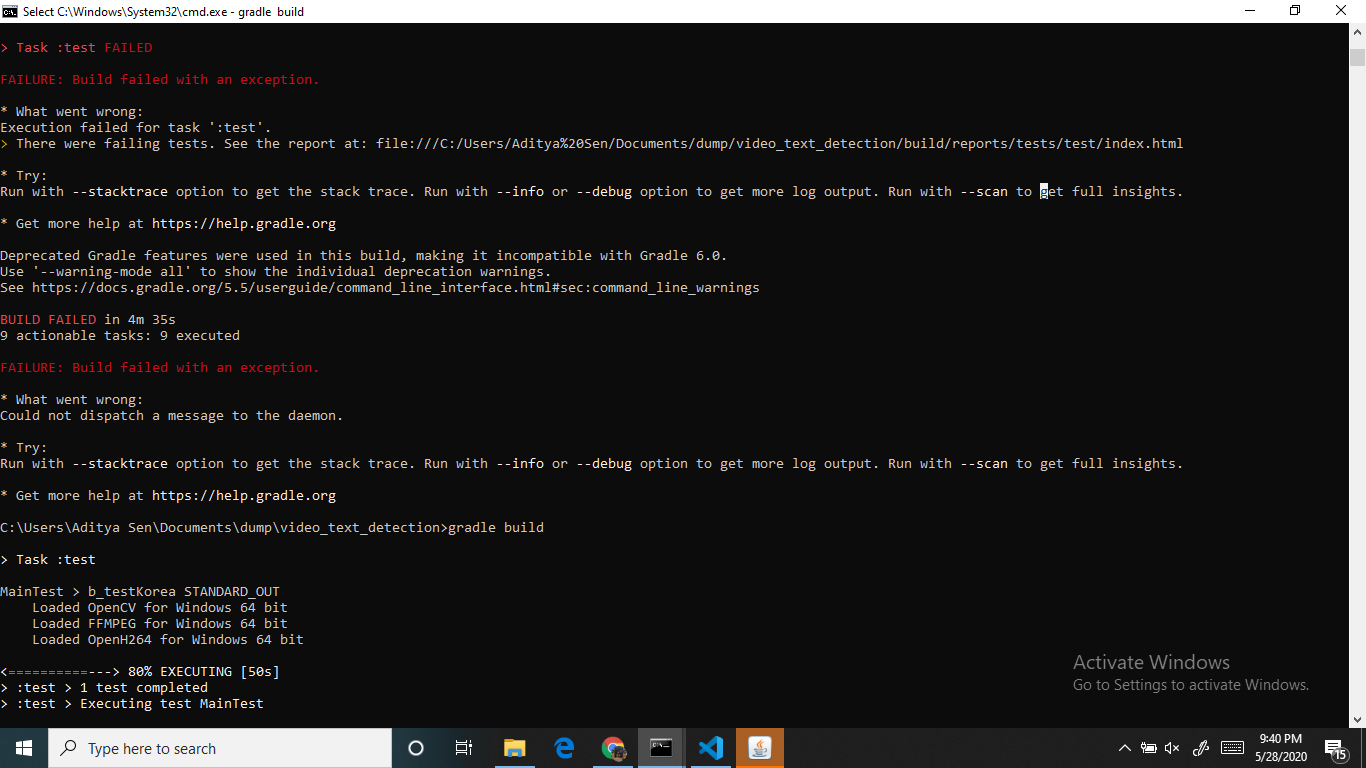 Select C:\Windows\System32\cmd.exe - gradle build
> Task :test FAILED
FAILURE: Build failed with an exception.
* What went wrong:
Execution failed for task ':test'.
> There were failing tests. See the report at: file:///C:/Users/Aditya%20Sen/Documents/dump/video_text_detection/build/reports/tests/test/index.html
* Try:
Run with --stacktrace option to get the stack trace. Run with --info or --debug option to get more log output. Run with --scan to get full insights.
* Get more help at https://help.gradle.org
Deprecated Gradle features were used in this build, making it incompatible with Gradle 6.0.
Use '--warning-mode all' to show the individual deprecation warnings.
See https://docs.gradle.org/5.5/userguide/command_line_interface.html#sec:command_line_warnings
BUILD FAILED in 4m 35s
9 actionable tasks: 9 executed
FAILURE: Build failed with an exception.
* What went wrong:
Could not dispatch a message to the daemon.
* Try:
Run with --stacktrace option to get the stack trace. Run with --info or --debug option to get more log output. Run with --scan to get full insights.
* Get more help at https://help.gradle.org
C:\Users\Aditya Sen\Documents\dump\video_text_detection>gradle build
> Task :test
MainTest > b_testKorea STANDARD_OUT
Loaded OpenCV for Windows 64 bit
Loaded FFMPEG for Windows 64 bit
Loaded OpenH264 for Windows 64 bit
<==========---> 80% EXECUTING [50s]
> :test > 1 test completed
> :test > Executing test MainTest
Activate Windows
Go to Settings to activate Windows.
Type here to search
9:40 PM
5/28/2020
15